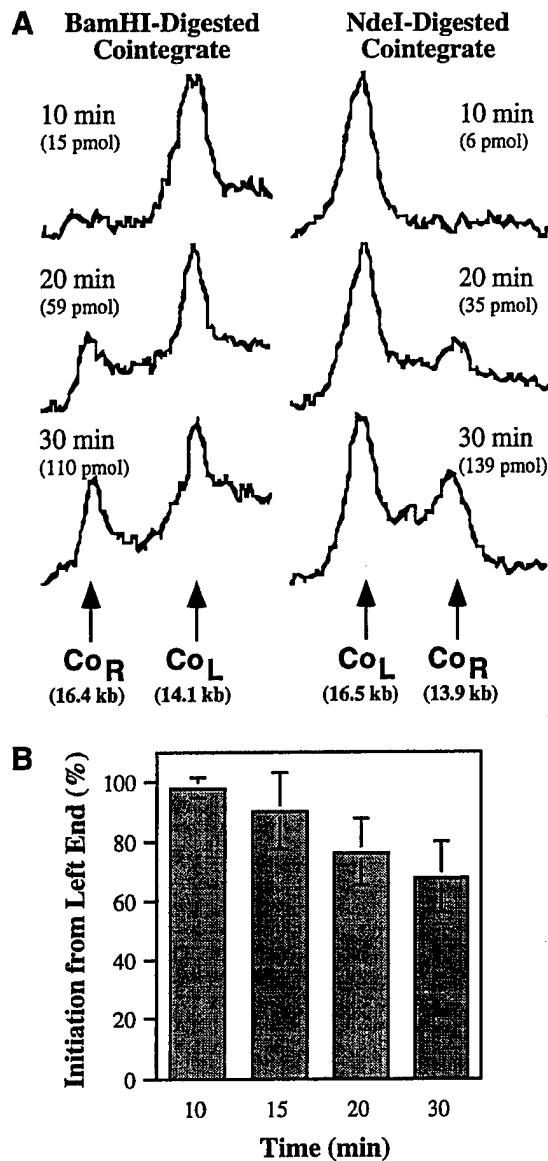 A
BamHI-Digested
Cointegrate
NdeI-Digested
Cointegrate
10 min
(15 pmol)
10 min
(6 pmol)
20 min
(59 pmol)
20 min
(35 pmol)
30 min
(110 pmol)
30 min
(139 pmol)
CoR
(16.4 kb)
CoL
(14.1 kb)
CoL
(16.5 kb)
CoR
(13.9 kb)
B
Initiation from Left End (%)
100
80
60
40
20
0
10 15 20 30
Time (min)